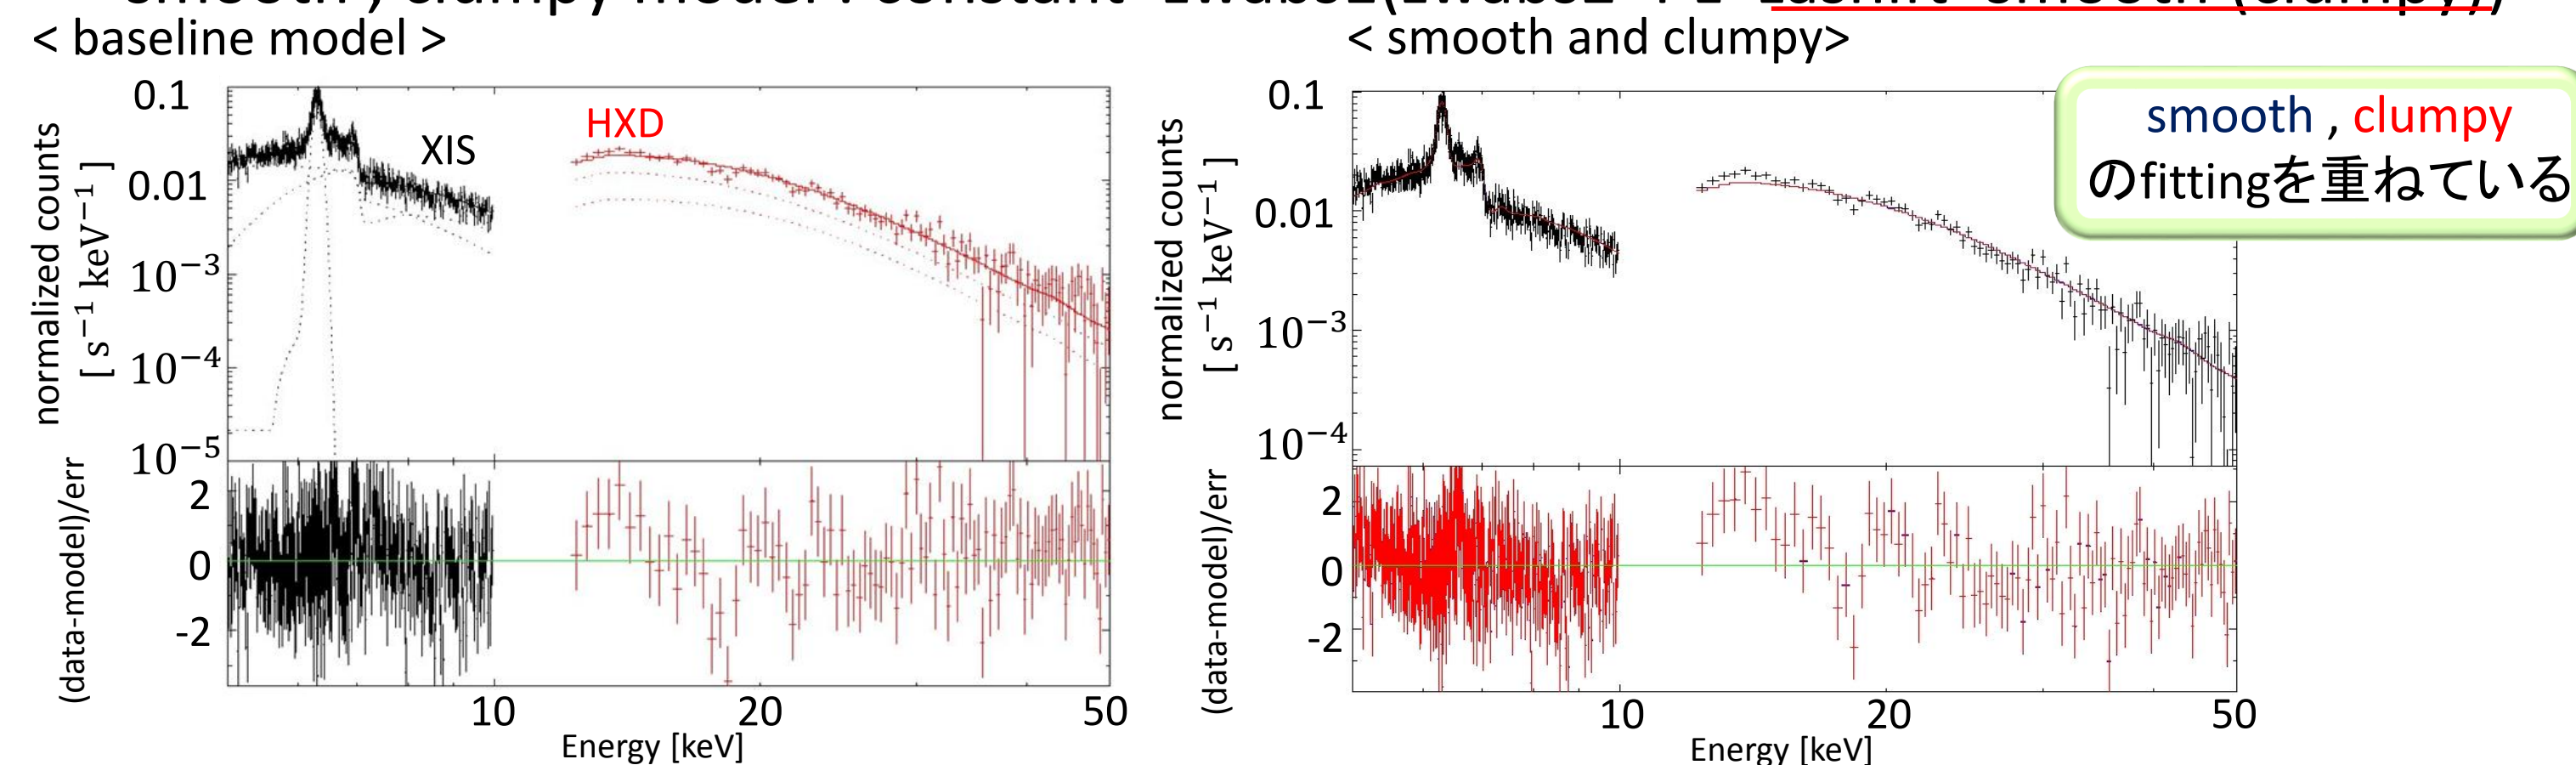 < baseline model >
0.1
0.01
10−3
10−4
10−5
normalized counts
[ s−1 keV−1 ]
XIS
HXD
2
0
-2
(data-model)/err
10
20
50
Energy [keV]
< smooth and clumpy>
0.1
0.01
10−3
10−4
normalized counts
[ s−1 keV−1 ]
smooth , clumpy
のfittingを重ねている
2
0
-2
(data-model)/err
10
20
50
Energy [keV]